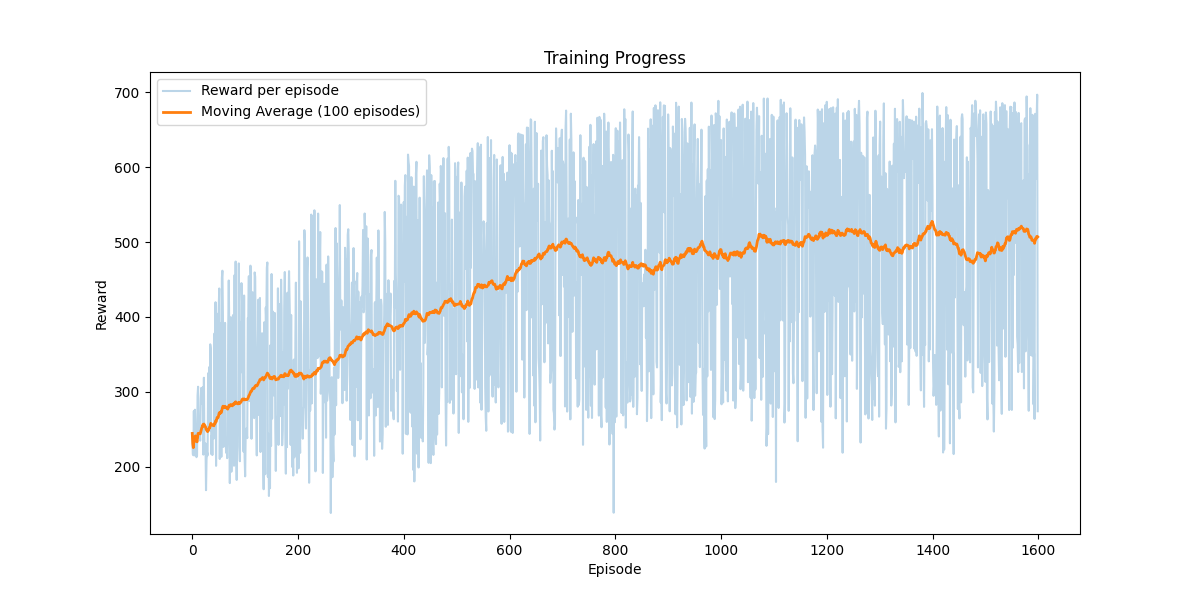 Training Progress
Reward per episode
Moving Average (100 episodes)
700
600
500
400
300
200
Reward
0 200 400 600 800 1000 1200 1400 1600
Episode